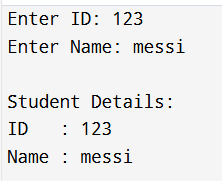 Enter ID: 123
Enter Name: messi

Student Details:
ID   : 123
Name : messi